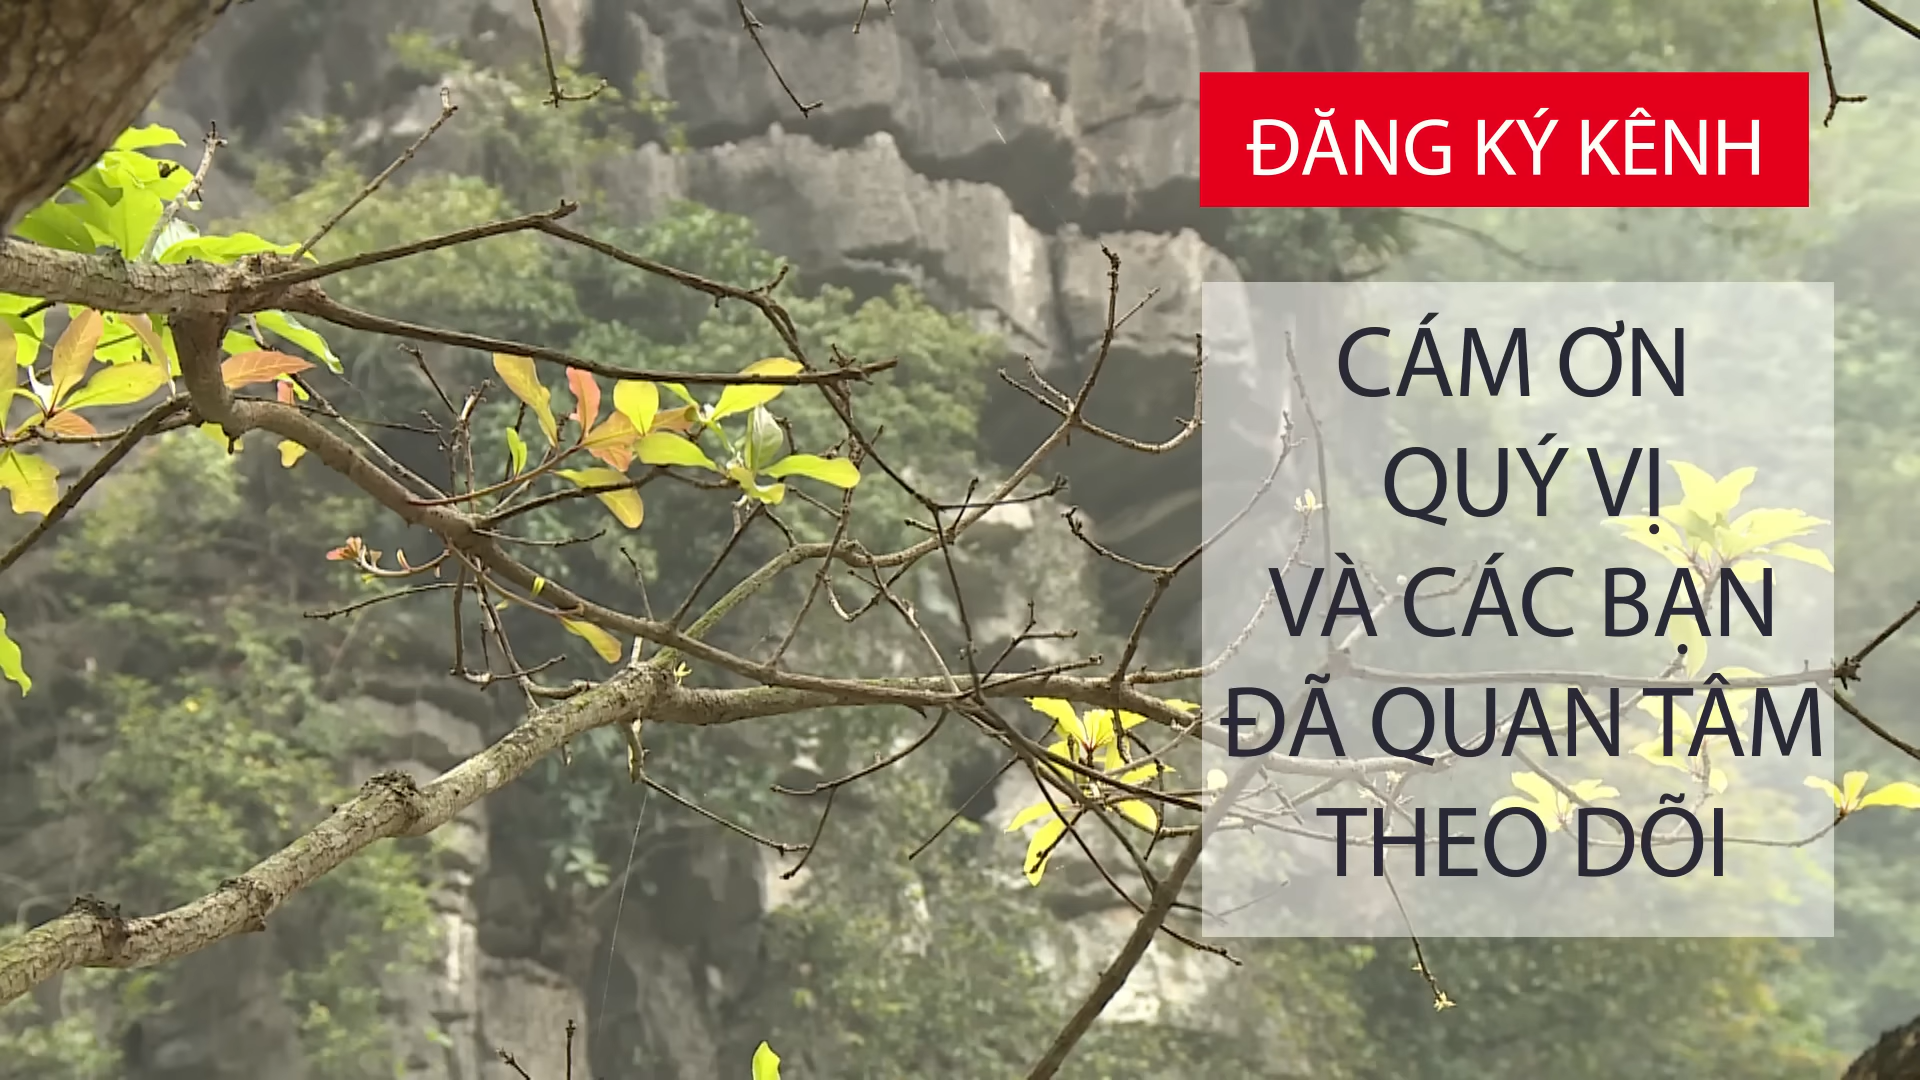 ĐĂNG KÝ KÊNH
CÁM ƠN
QUÝ VỊ
VÀ CÁC BẠN
ĐÃ QUAN TÂM
THEO DÕI